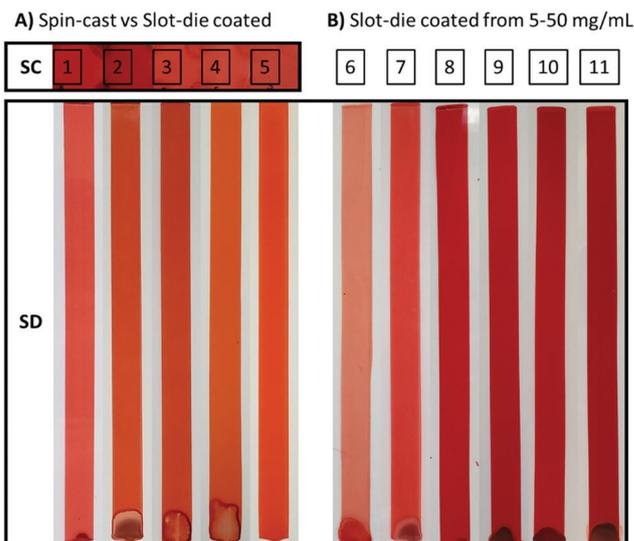 A) Spin-cast vs Slot-die coated
B) Slot-die coated from 5-50 mg/mL
SC 1 2 3 4 5
6 7 8 9 10 11
SD